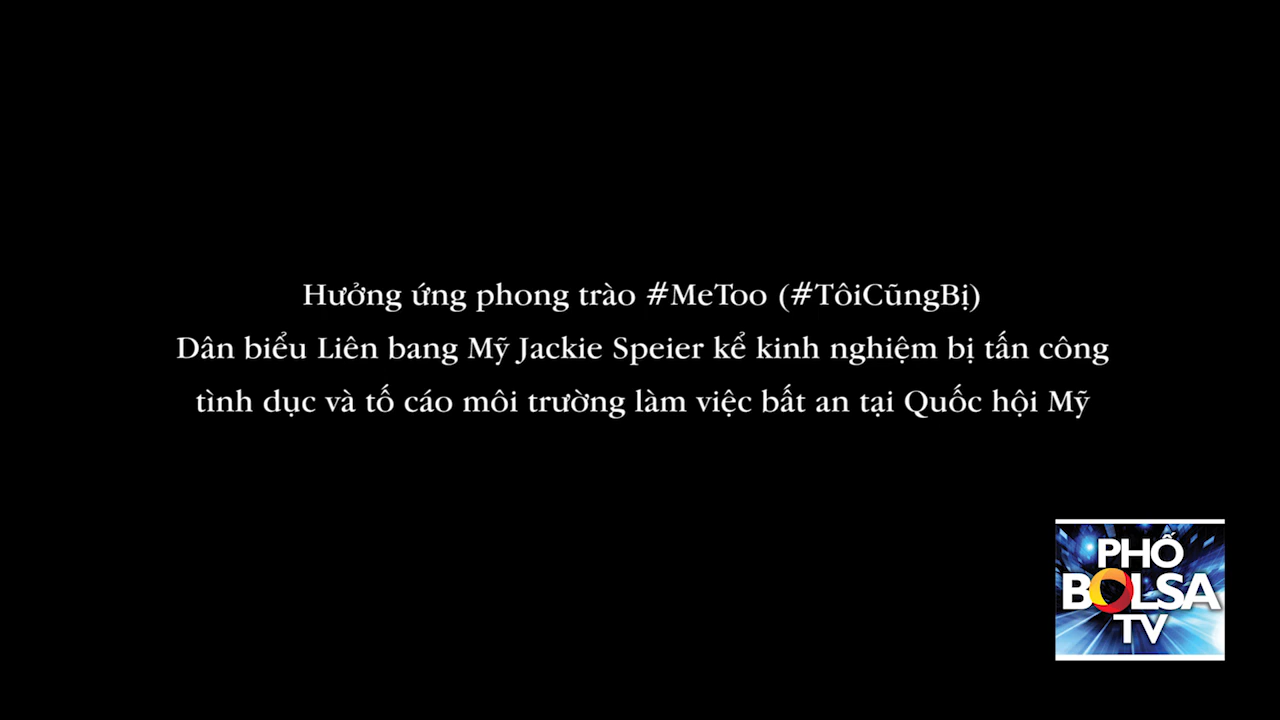 Hưởng ứng phong trào #MeToo (#TôiCũngBị)
Dân biểu Liên bang Mỹ Jackie Speier kể kinh nghiệm bị tấn công
tình dục và tố cáo môi trường làm việc bất an tại Quốc hội Mỹ
PHỐ
BOLSA
TV